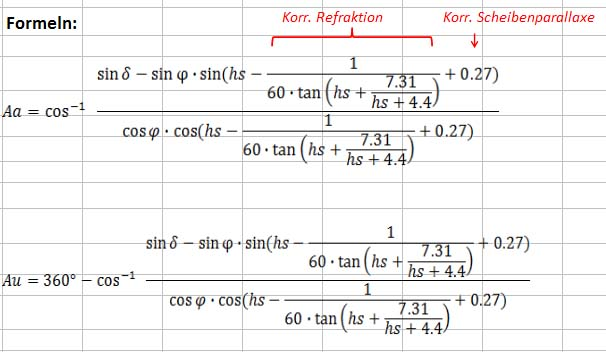 Formeln:
Korr. Refraktion Korr. Scheibenparallaxe
Aa = cos⁻¹ (sin δ − sin φ · sin(hs − 1 / (60 · tan (hs + 7.31 / (hs + 4.4))) + 0.27)) / (cos φ · cos(hs − 1 / (60 · tan (hs + 7.31 / (hs + 4.4))) + 0.27))
Au = 360° − cos⁻¹ (sin δ − sin φ · sin(hs − 1 / (60 · tan (hs + 7.31 / (hs + 4.4))) + 0.27)) / (cos φ · cos(hs − 1 / (60 · tan (hs + 7.31 / (hs + 4.4))) + 0.27))